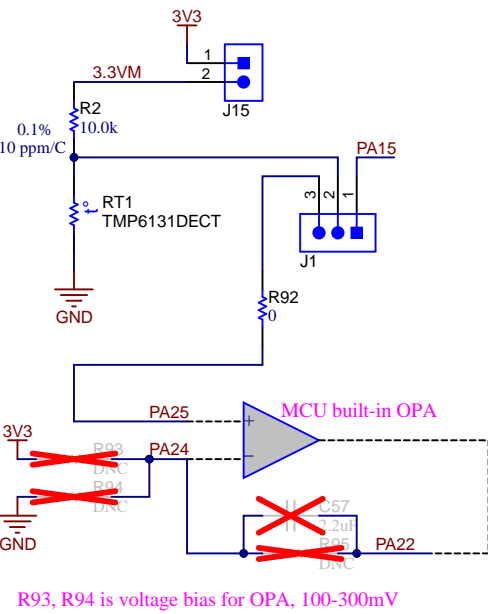 3V3
1
2
3.3VM
J15
R2
10.0k
0.1%
10 ppm/C
PA15
3
2
1
t°
RT1
TMP6131DECT
J1
R92
0
GND
PA25
MCU built-in OPA
+
−
3V3
R93
DNC
PA24
R94
DNC
GND
C57
2.2uF
R95
DNC
PA22
R93, R94 is voltage bias for OPA, 100-300mV